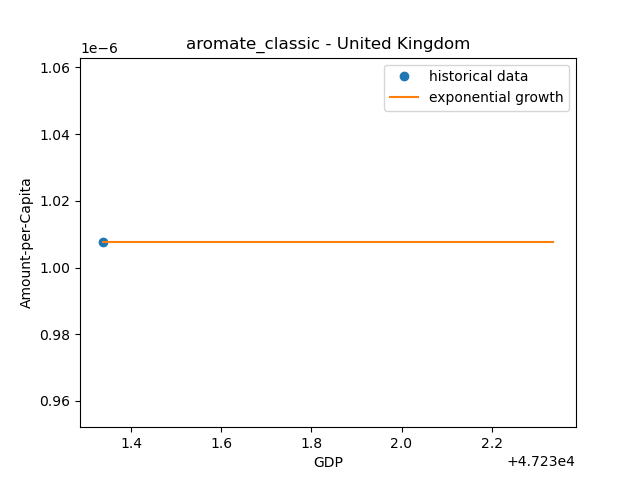 aromate_classic - United Kingdom
1e−6
1.06
1.04
1.02
1.00
0.98
0.96
Amount-per-Capita
historical data
exponential growth
1.4
1.6
1.8
2.0
2.2
GDP
+4.723e4